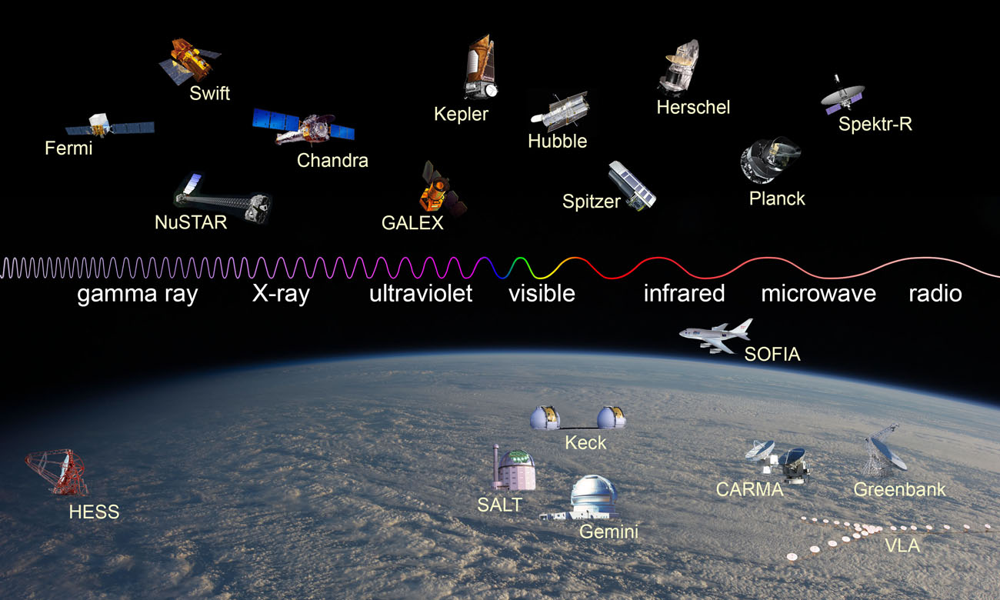 Swift
Kepler
Herschel
Hubble
Spektr-R
Fermi
Chandra
NuSTAR
GALEX
Spitzer
Planck
gamma ray
X-ray
ultraviolet
visible
infrared
microwave
radio
SOFIA
Keck
HESS
SALT
Gemini
CARMA
Greenbank
VLA